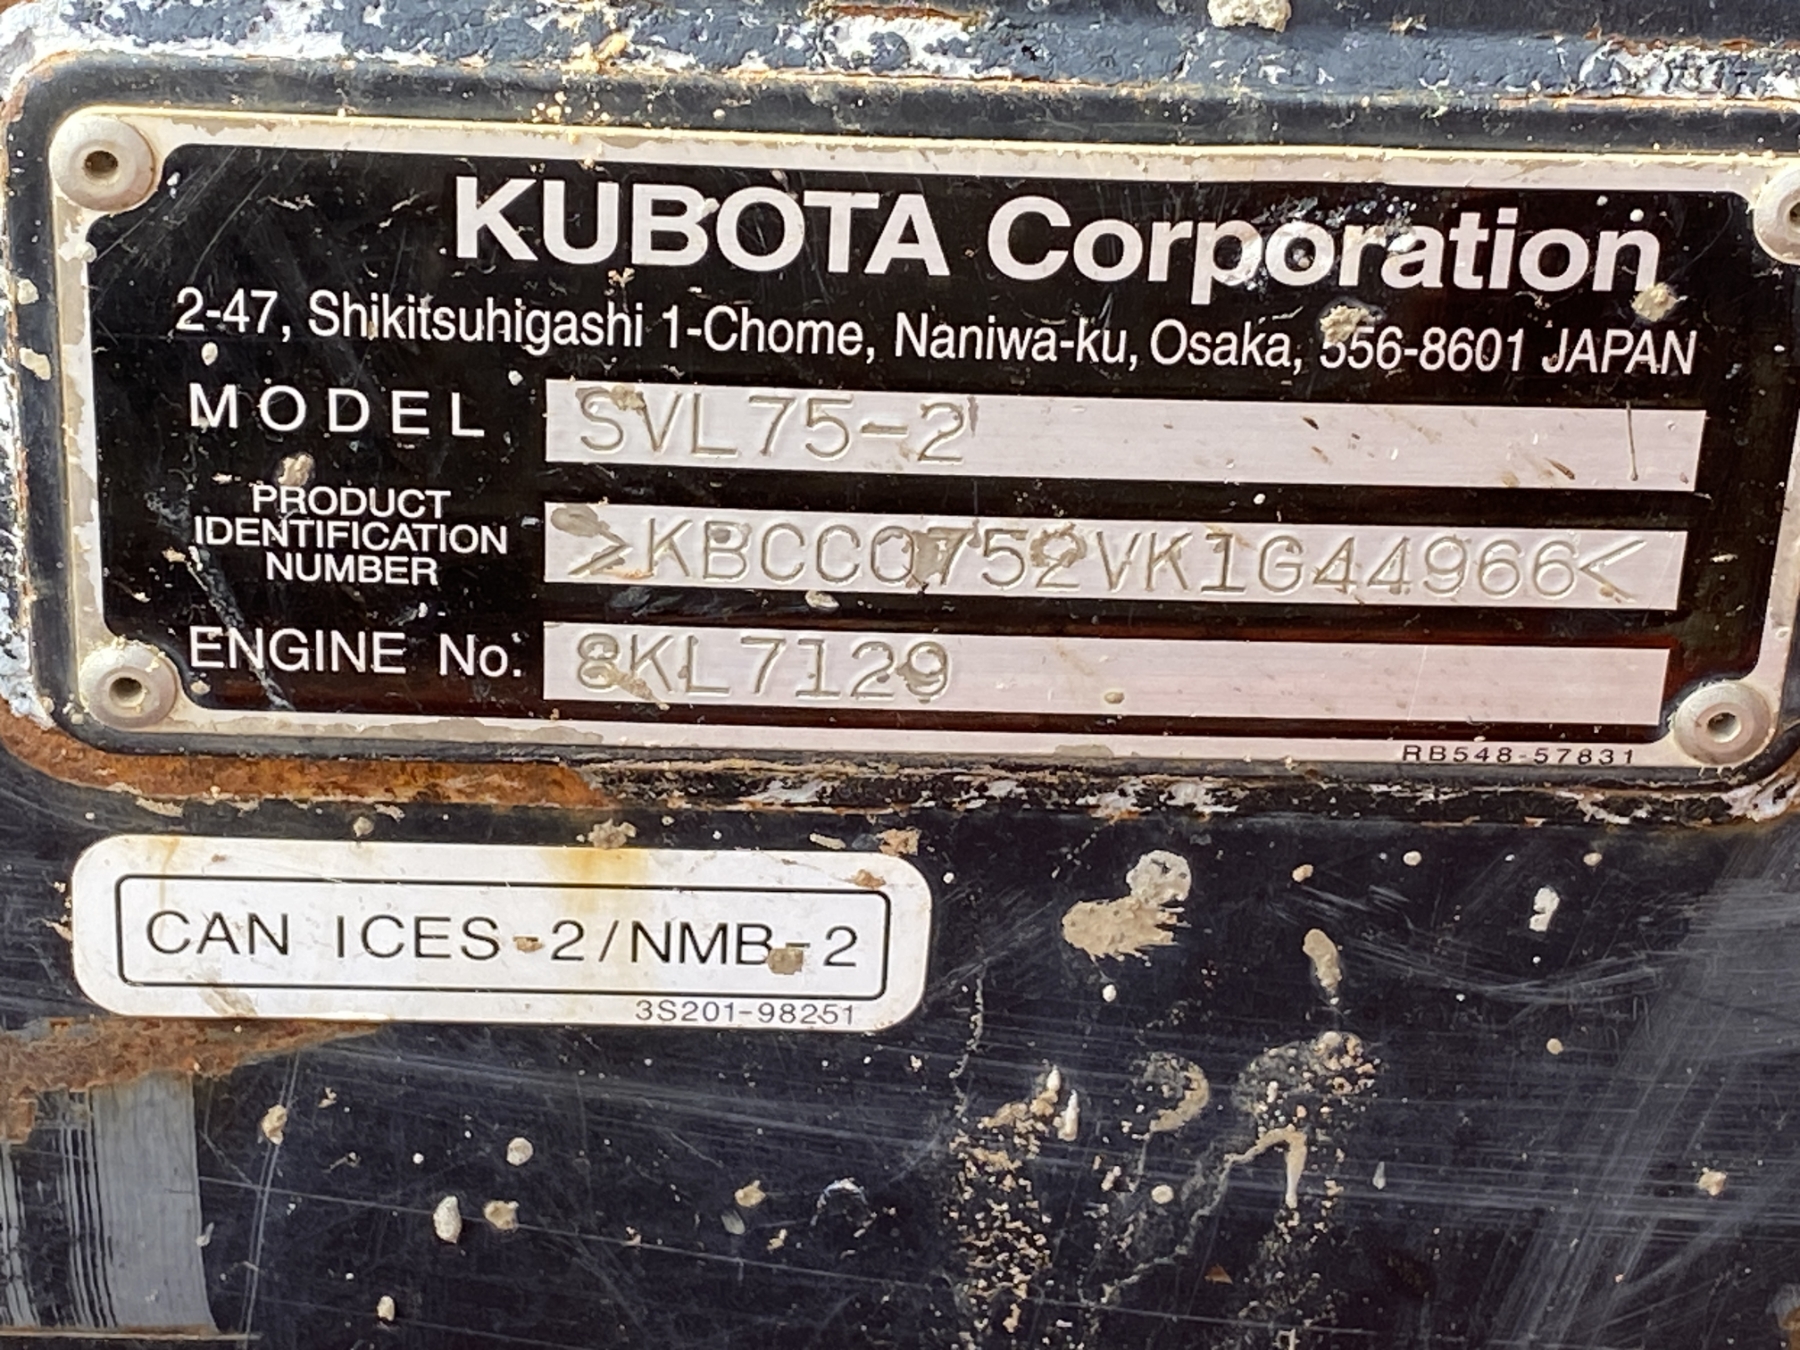 KUBOTA Corporation
2-47, Shikitsuhigashi 1-Chome, Naniwa-ku, Osaka, 556-8601 JAPAN
MODEL SVL75-2
PRODUCT
IDENTIFICATION
NUMBER
>KBCC0752VK1G44966<
ENGINE No. 8KL7129
RB548-57831
CAN ICES-2/NMB-2
3S201-98251